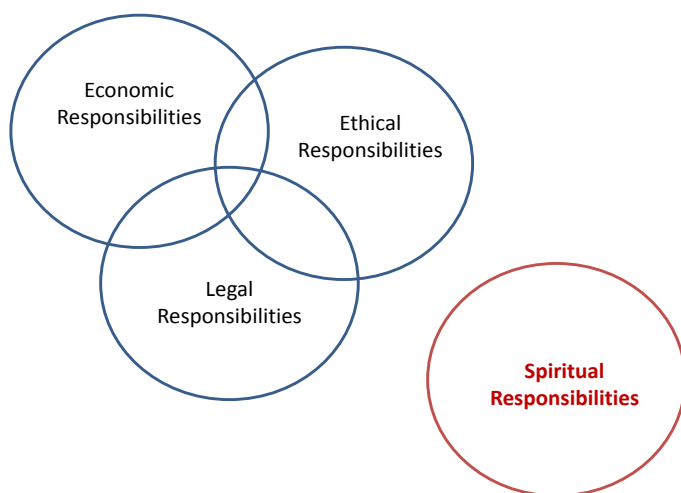 Economic
Responsibilities
Ethical
Responsibilities
Legal
Responsibilities
Spiritual
Responsibilities